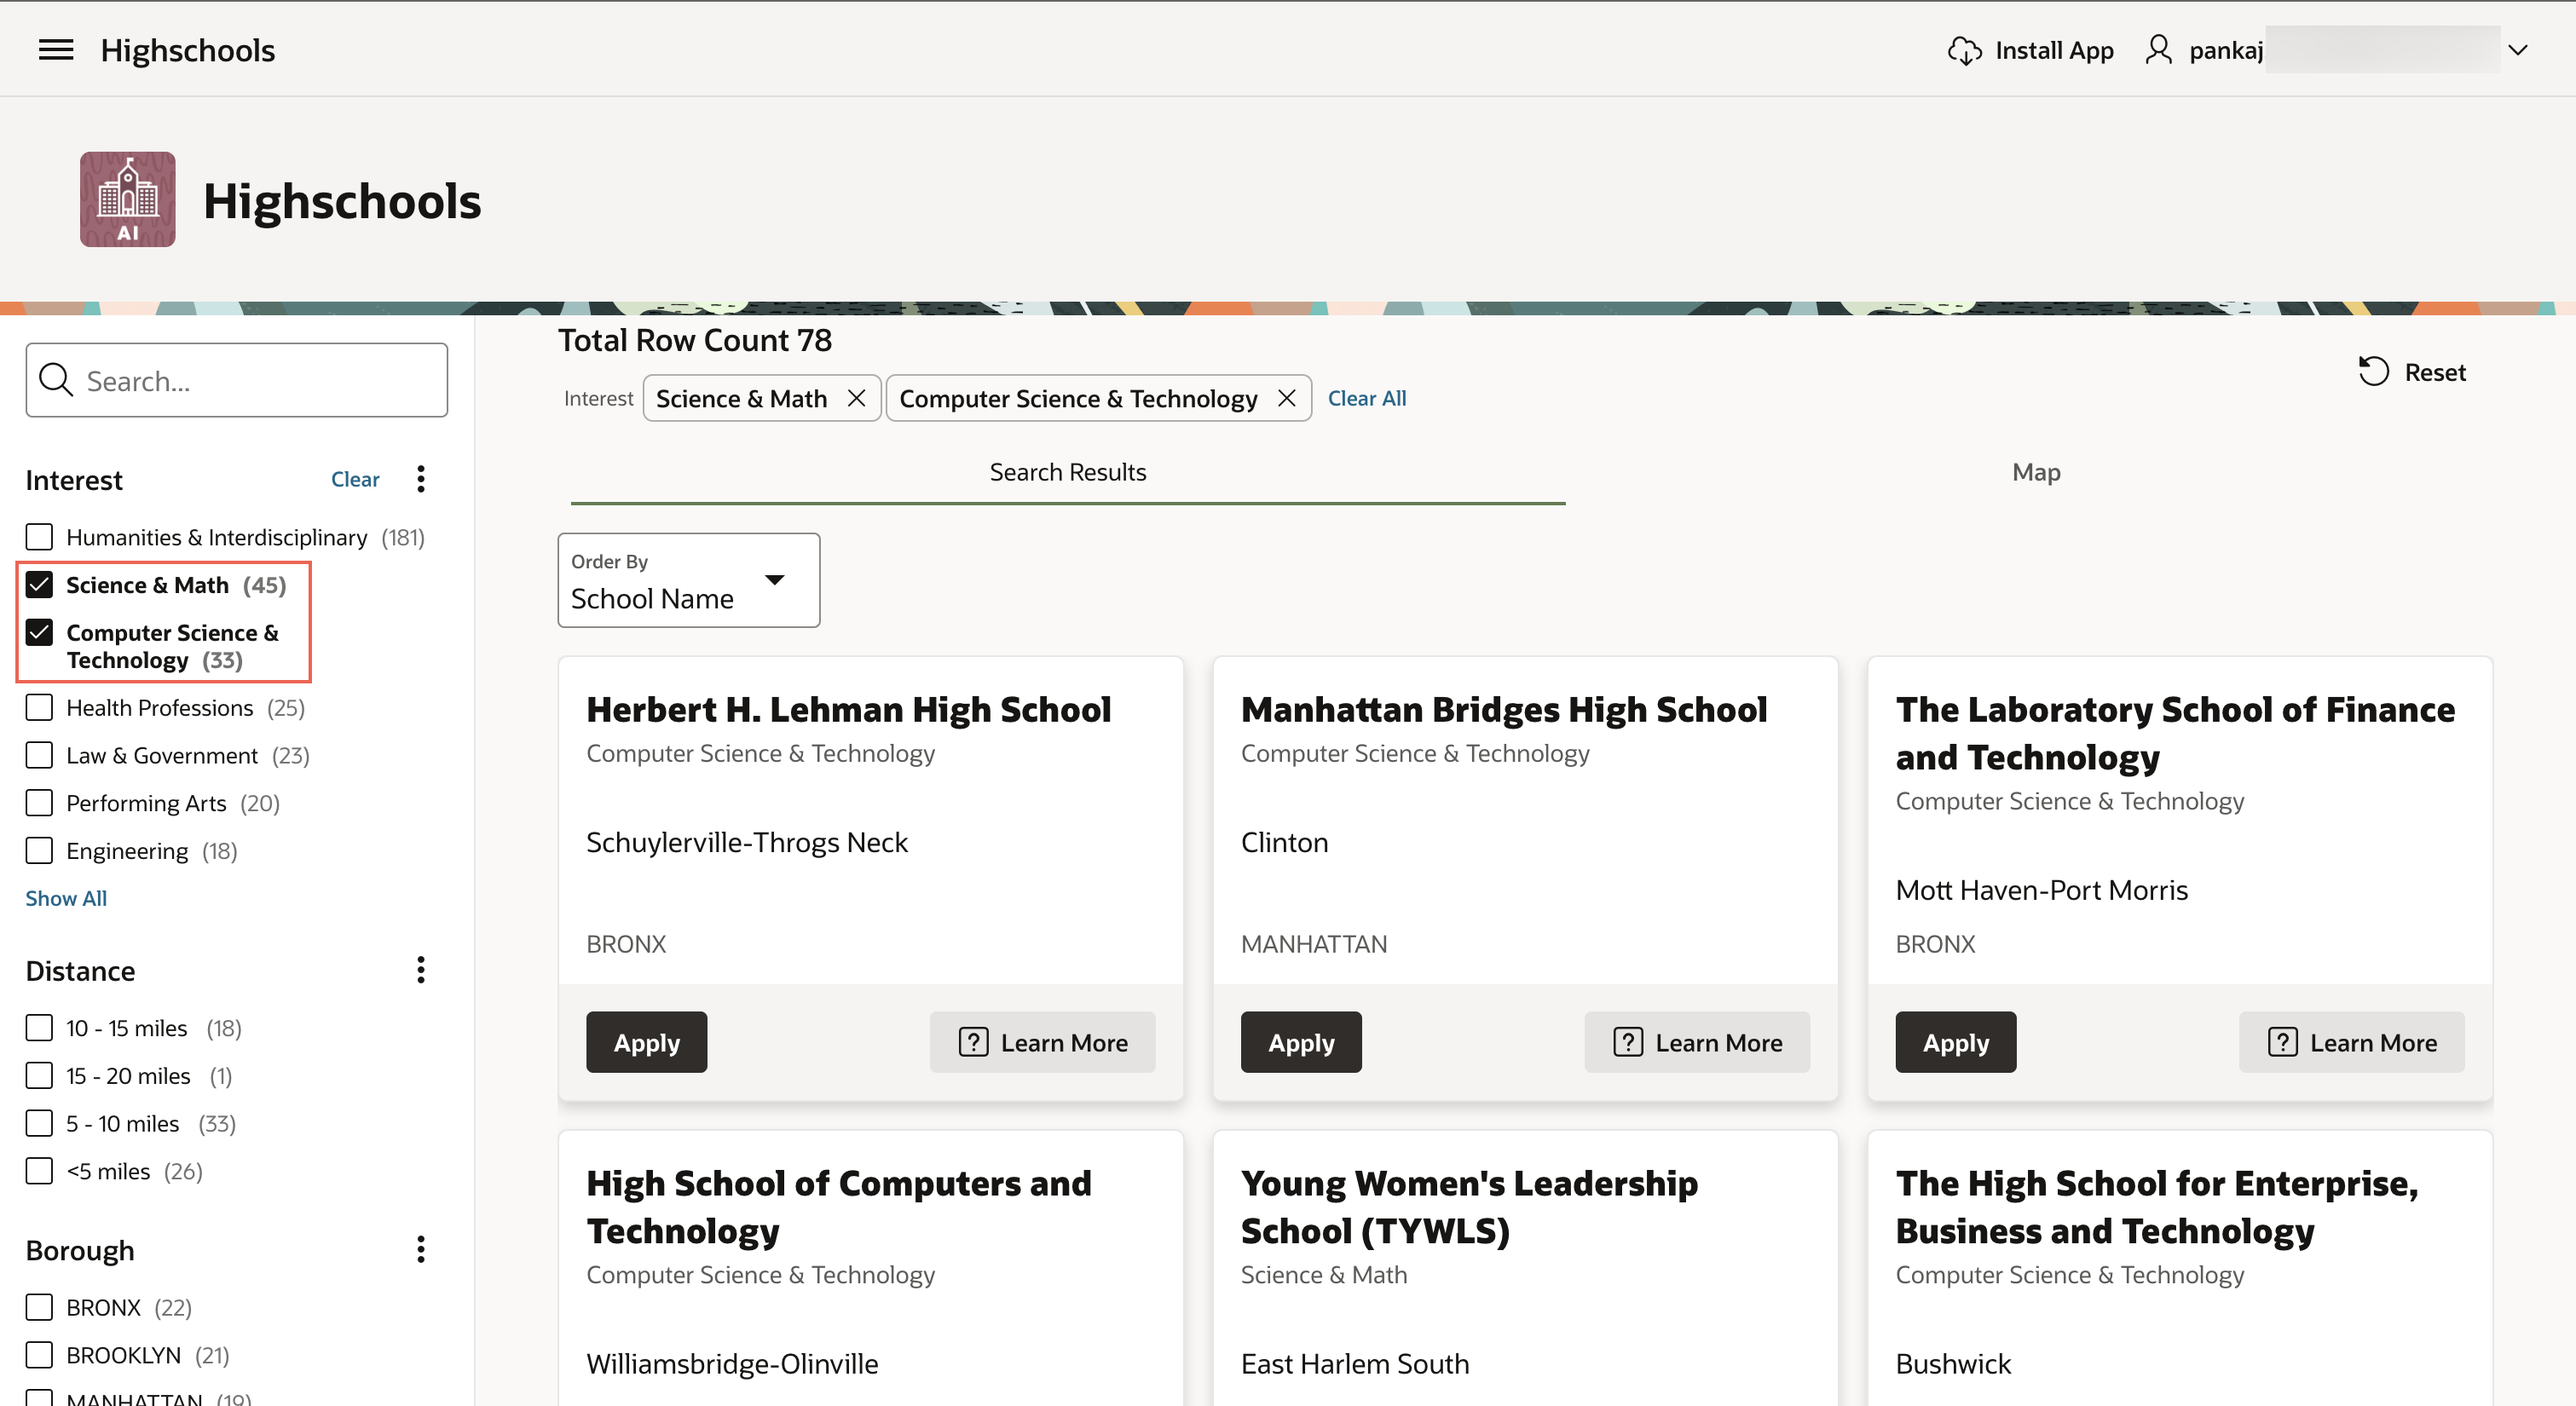 Highschools
Install App
pankaj
AI
Highschools
Search...
Interest
Clear
Humanities & Interdisciplinary (181)
Science & Math (45)
Computer Science &
Technology (33)
Health Professions (25)
Law & Government (23)
Performing Arts (20)
Engineering (18)
Show All
Distance
10 - 15 miles (18)
15 - 20 miles (1)
5 - 10 miles (33)
<5 miles (26)
Borough
BRONX (22)
BROOKLYN (21)
MANHATTAN (19)
Total Row Count 78
Interest
Science & Math
Computer Science & Technology
Clear All
Reset
Search Results
Map
Order By
School Name
Herbert H. Lehman High School
Computer Science & Technology
Schuylerville-Throgs Neck
BRONX
Apply
? Learn More
Manhattan Bridges High School
Computer Science & Technology
Clinton
MANHATTAN
Apply
? Learn More
The Laboratory School of Finance
and Technology
Computer Science & Technology
Mott Haven-Port Morris
BRONX
Apply
? Learn More
High School of Computers and
Technology
Computer Science & Technology
Williamsbridge-Olinville
Young Women's Leadership
School (TYWLS)
Science & Math
East Harlem South
The High School for Enterprise,
Business and Technology
Computer Science & Technology
Bushwick